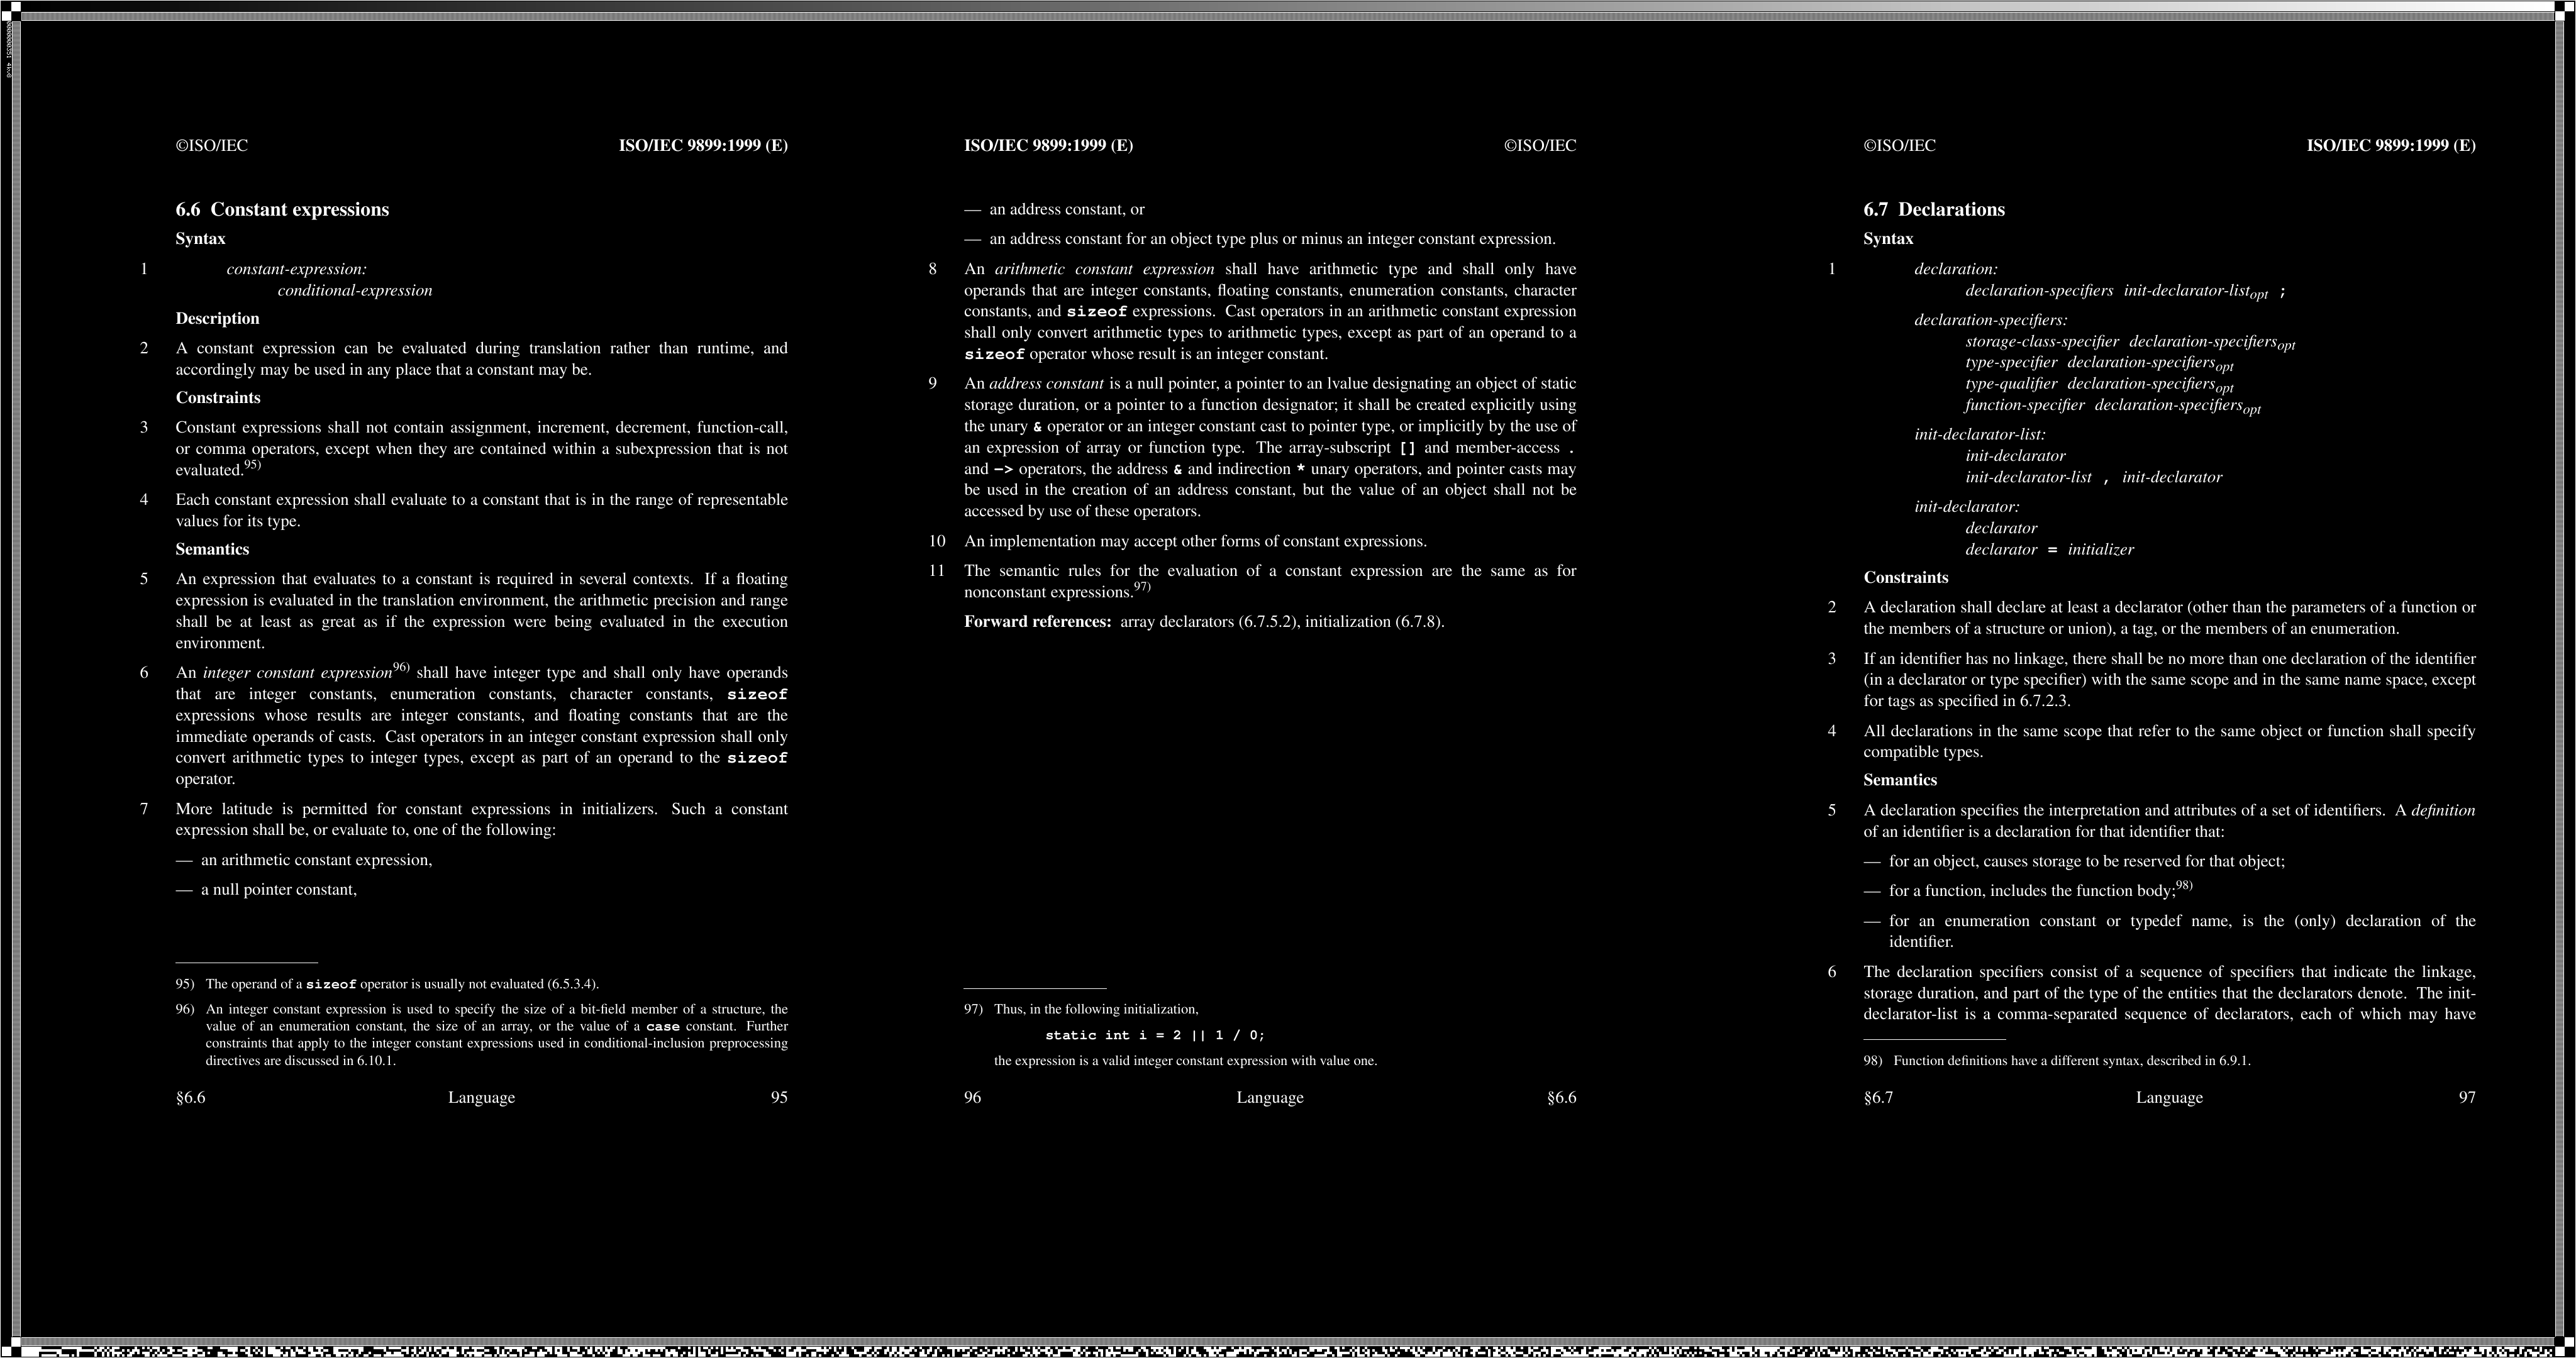 ©ISO/IEC ISO/IEC 9899:1999 (E)
6.6 Constant expressions
Syntax
1 constant-expression:
conditional-expression
Description
2 A constant expression can be evaluated during translation rather than runtime, and
accordingly may be used in any place that a constant may be.
Constraints
3 Constant expressions shall not contain assignment, increment, decrement, function-call,
or comma operators, except when they are contained within a subexpression that is not
evaluated.95)
4 Each constant expression shall evaluate to a constant that is in the range of representable
values for its type.
Semantics
5 An expression that evaluates to a constant is required in several contexts. If a floating
expression is evaluated in the translation environment, the arithmetic precision and range
shall be at least as great as if the expression were being evaluated in the execution
environment.
6 An integer constant expression96) shall have integer type and shall only have operands
that are integer constants, enumeration constants, character constants, sizeof
expressions whose results are integer constants, and floating constants that are the
immediate operands of casts. Cast operators in an integer constant expression shall only
convert arithmetic types to integer types, except as part of an operand to the sizeof
operator.
7 More latitude is permitted for constant expressions in initializers. Such a constant
expression shall be, or evaluate to, one of the following:
— an arithmetic constant expression,
— a null pointer constant,
95) The operand of a sizeof operator is usually not evaluated (6.5.3.4).
96) An integer constant expression is used to specify the size of a bit-field member of a structure, the
value of an enumeration constant, the size of an array, or the value of a case constant. Further
constraints that apply to the integer constant expressions used in conditional-inclusion preprocessing
directives are discussed in 6.10.1.
§6.6 Language 95
ISO/IEC 9899:1999 (E) ©ISO/IEC
— an address constant, or
— an address constant for an object type plus or minus an integer constant expression.
8 An arithmetic constant expression shall have arithmetic type and shall only have
operands that are integer constants, floating constants, enumeration constants, character
constants, and sizeof expressions. Cast operators in an arithmetic constant expression
shall only convert arithmetic types to arithmetic types, except as part of an operand to a
sizeof operator whose result is an integer constant.
9 An address constant is a null pointer, a pointer to an lvalue designating an object of static
storage duration, or a pointer to a function designator; it shall be created explicitly using
the unary & operator or an integer constant cast to pointer type, or implicitly by the use of
an expression of array or function type. The array-subscript [] and member-access .
and -> operators, the address & and indirection * unary operators, and pointer casts may
be used in the creation of an address constant, but the value of an object shall not be
accessed by use of these operators.
10 An implementation may accept other forms of constant expressions.
11 The semantic rules for the evaluation of a constant expression are the same as for
nonconstant expressions.97)
Forward references: array declarators (6.7.5.2), initialization (6.7.8).
97) Thus, in the following initialization,
static int i = 2 || 1 / 0;
the expression is a valid integer constant expression with value one.
96 Language §6.6
©ISO/IEC ISO/IEC 9899:1999 (E)
6.7 Declarations
Syntax
1 declaration:
declaration-specifiers init-declarator-listopt ;
declaration-specifiers:
storage-class-specifier declaration-specifiersopt
type-specifier declaration-specifiersopt
type-qualifier declaration-specifiersopt
function-specifier declaration-specifiersopt
init-declarator-list:
init-declarator
init-declarator-list , init-declarator
init-declarator:
declarator
declarator = initializer
Constraints
2 A declaration shall declare at least a declarator (other than the parameters of a function or
the members of a structure or union), a tag, or the members of an enumeration.
3 If an identifier has no linkage, there shall be no more than one declaration of the identifier
(in a declarator or type specifier) with the same scope and in the same name space, except
for tags as specified in 6.7.2.3.
4 All declarations in the same scope that refer to the same object or function shall specify
compatible types.
Semantics
5 A declaration specifies the interpretation and attributes of a set of identifiers. A definition
of an identifier is a declaration for that identifier that:
— for an object, causes storage to be reserved for that object;
— for a function, includes the function body;98)
— for an enumeration constant or typedef name, is the (only) declaration of the
identifier.
6 The declaration specifiers consist of a sequence of specifiers that indicate the linkage,
storage duration, and part of the type of the entities that the declarators denote. The init-
declarator-list is a comma-separated sequence of declarators, each of which may have
98) Function definitions have a different syntax, described in 6.9.1.
§6.7 Language 97